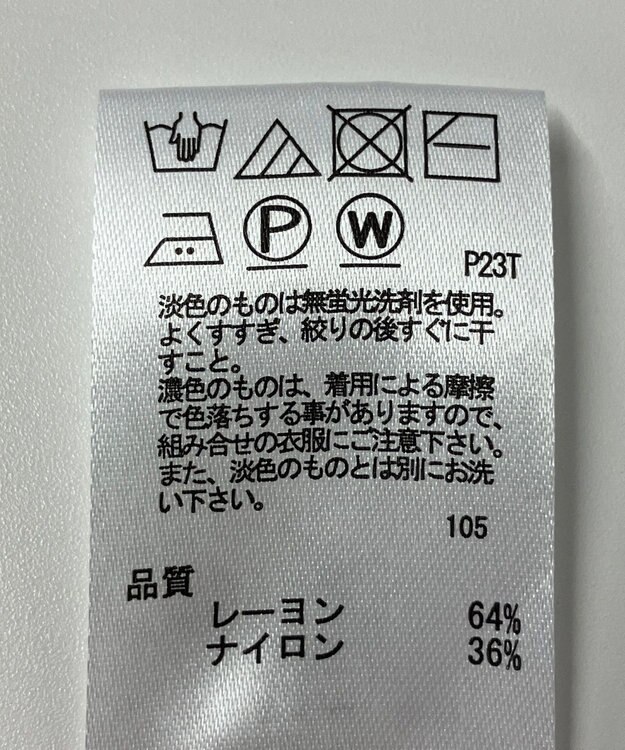 P W
P23T
淡色のものは無蛍光洗剤を使用。
よくすすぎ、絞りの後すぐに干
すこと。
濃色のものは、着用による摩擦
で色落ちする事がありますので、
組み合せの衣服にご注意下さい。
また、淡色のものとは別にお洗
い下さい。
105
品質
レーヨン 64%
ナイロン 36%